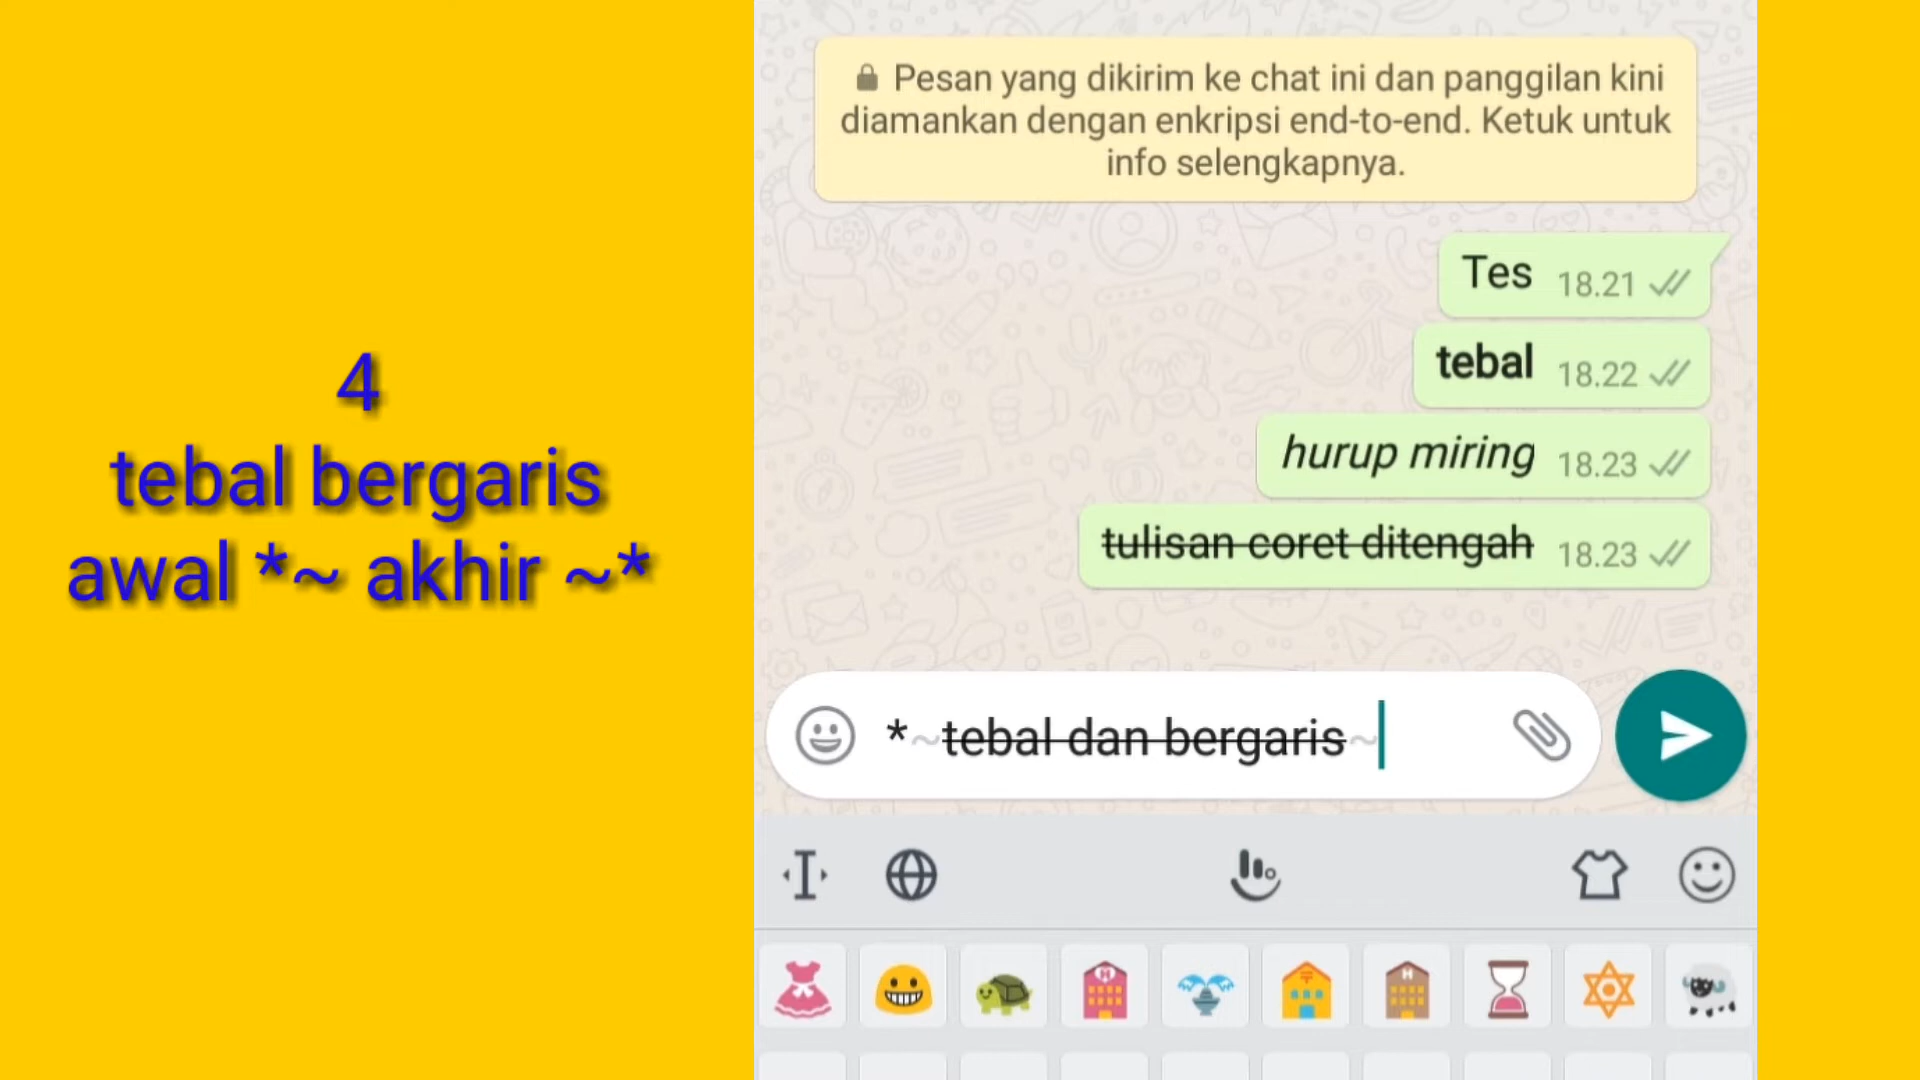 4
tebal bergaris
awal *~ akhir ~*
Pesan yang dikirim ke chat ini dan panggilan kini
diamankan dengan enkripsi end-to-end. Ketuk untuk
info selengkapnya.
Tes 18.21
tebal 18.22
hurup miring 18.23
tulisan coret ditengah 18.23
*~tebal dan bergaris~